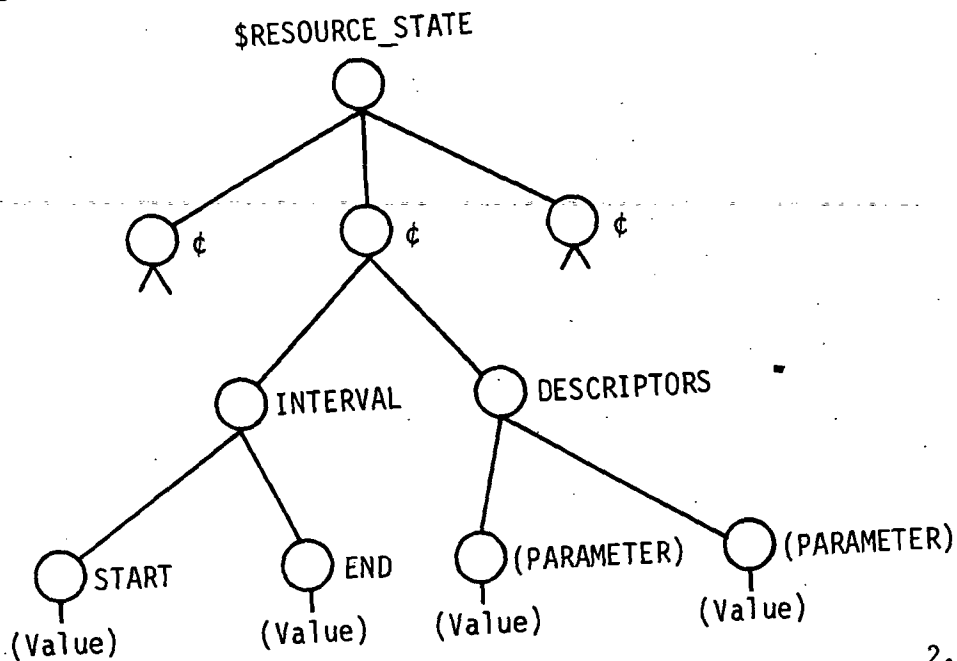 $RESOURCE_STATE
¢ ¢ ¢
INTERVAL DESCRIPTORS
START END (PARAMETER) (PARAMETER)
(Value) (Value) (Value) (Value)
2.